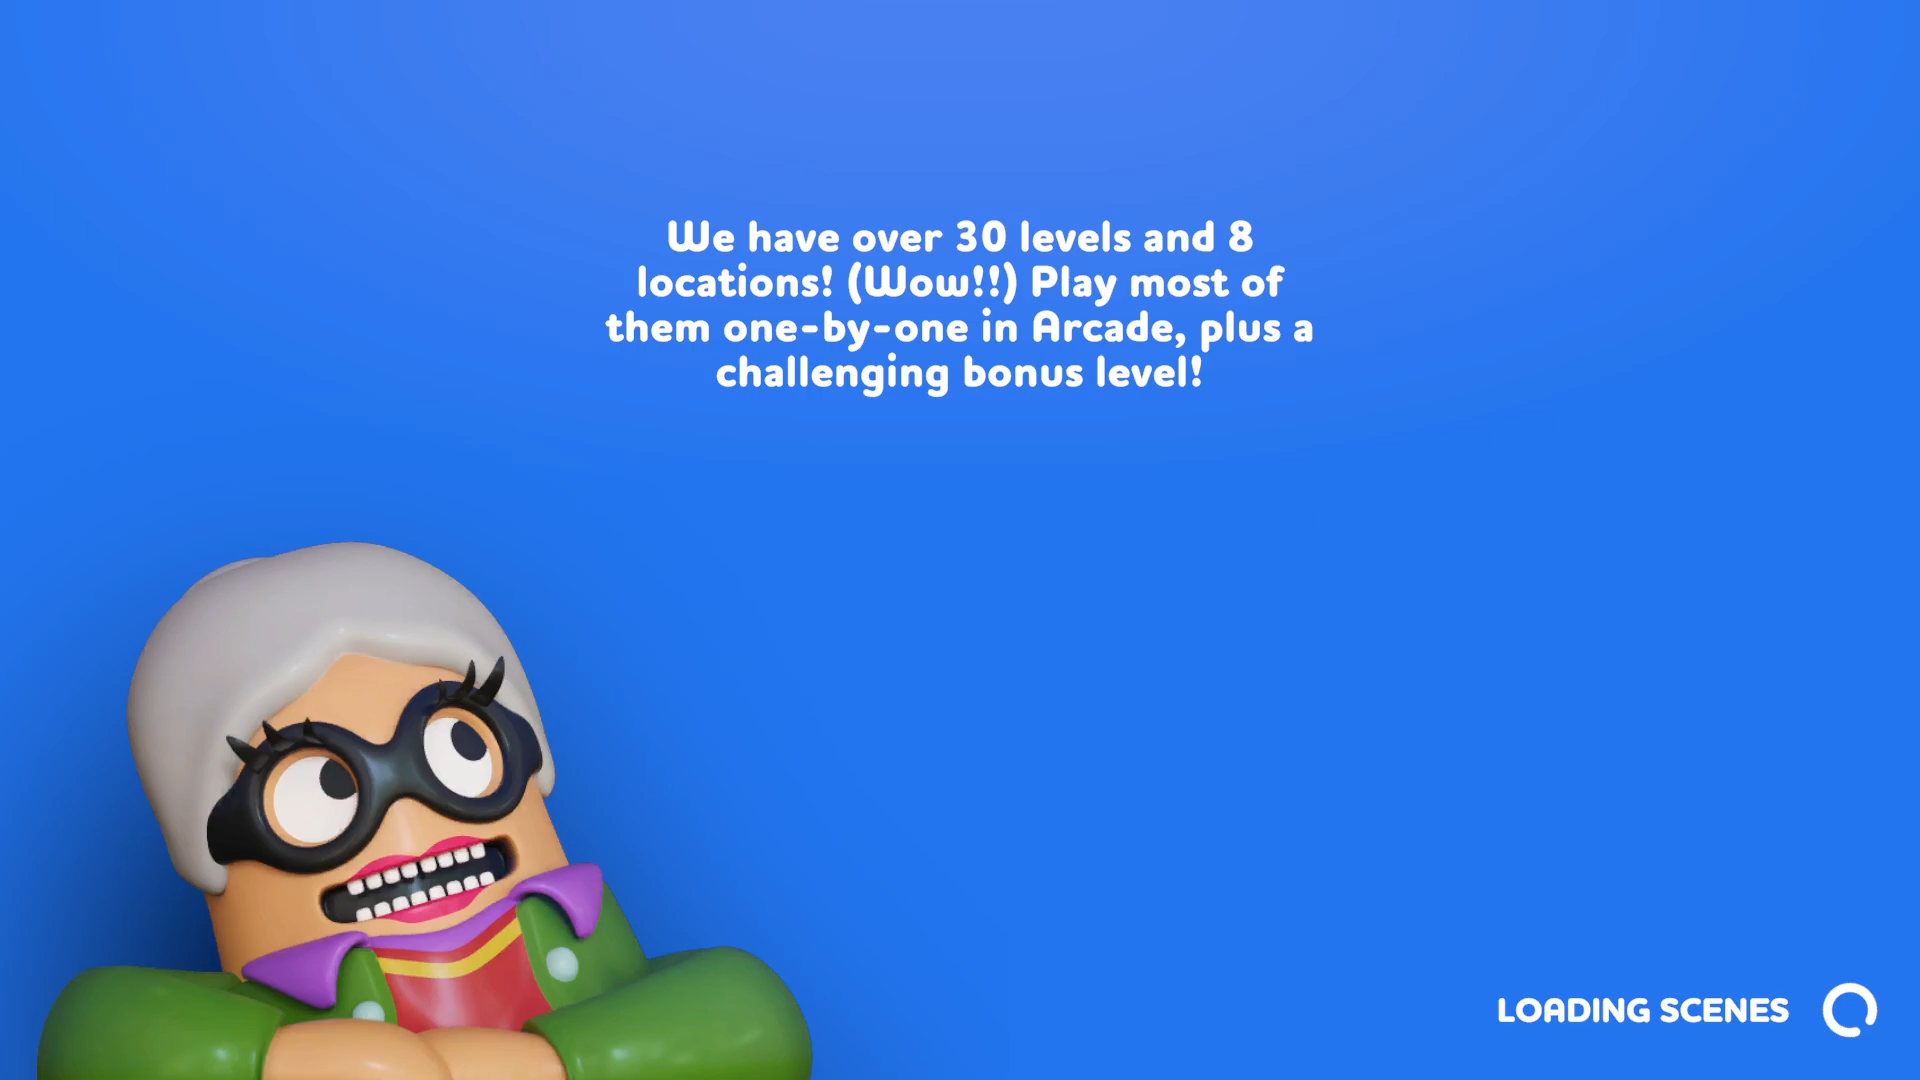 We have over 30 levels and 8
locations! (Wow!!) Play most of
them one-by-one in Arcade, plus a
challenging bonus level!
LOADING SCENES